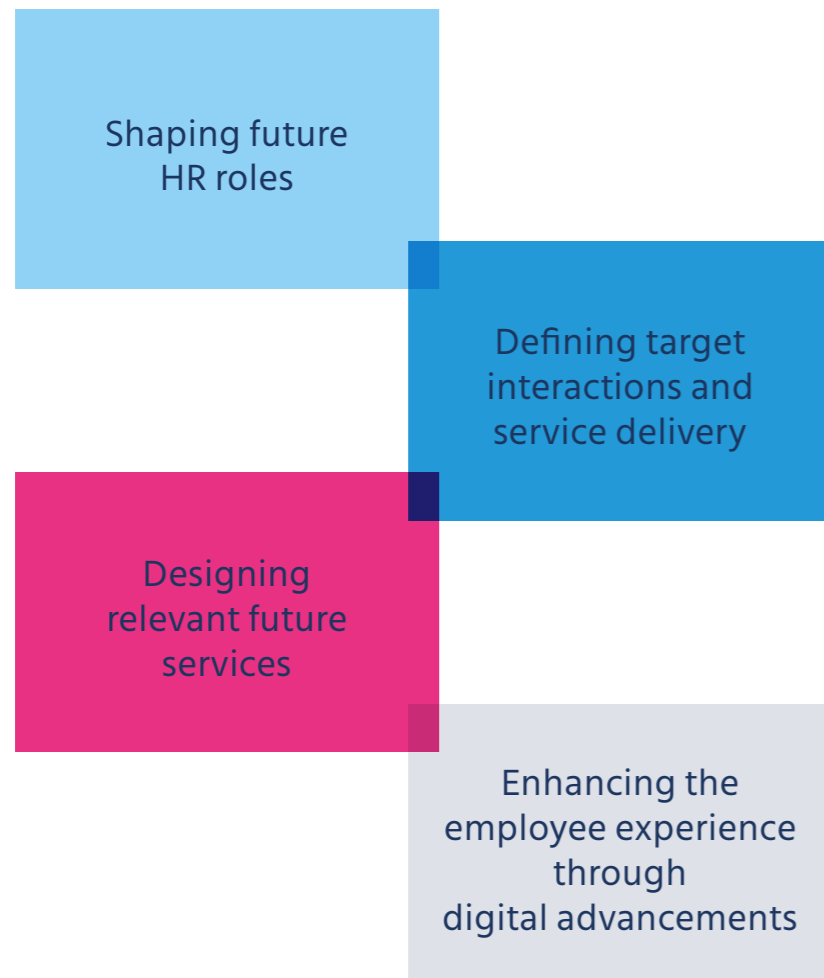 Shaping future
HR roles
Defining target
interactions and
service delivery
Designing
relevant future
services
Enhancing the
employee experience
through
digital advancements